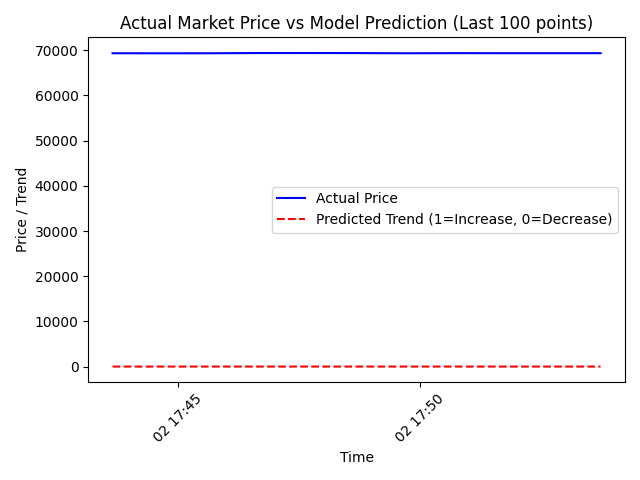 Actual Market Price vs Model Prediction (Last 100 points)
70000
60000
50000
40000
30000
20000
10000
0
Price / Trend
Actual Price
Predicted Trend (1=Increase, 0=Decrease)
02 17:45
02 17:50
Time